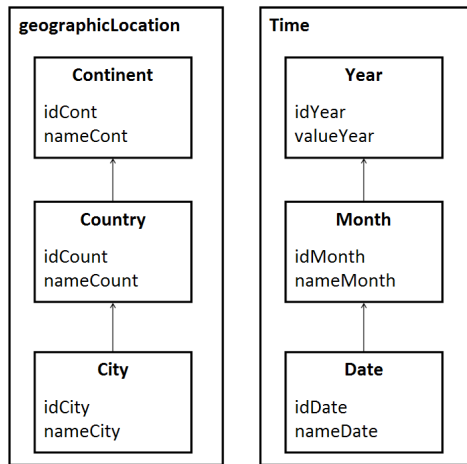 geographicLocation
Continent
idCont
nameCont
Country
idCount
nameCount
City
idCity
nameCity
Time
Year
idYear
valueYear
Month
idMonth
nameMonth
Date
idDate
nameDate